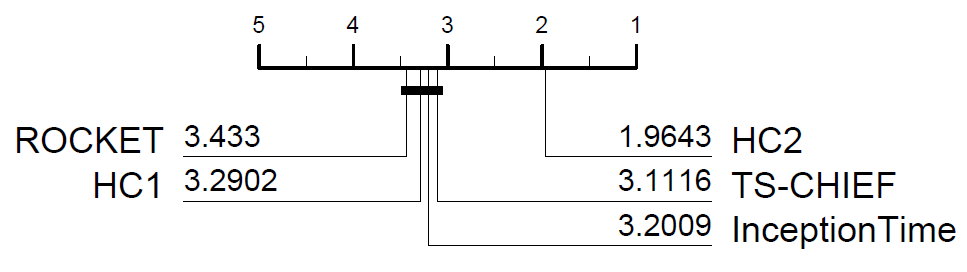 5 4 3 2 1
ROCKET 3.433 1.9643 HC2
HC1 3.2902 3.1116 TS-CHIEF
3.2009 InceptionTime